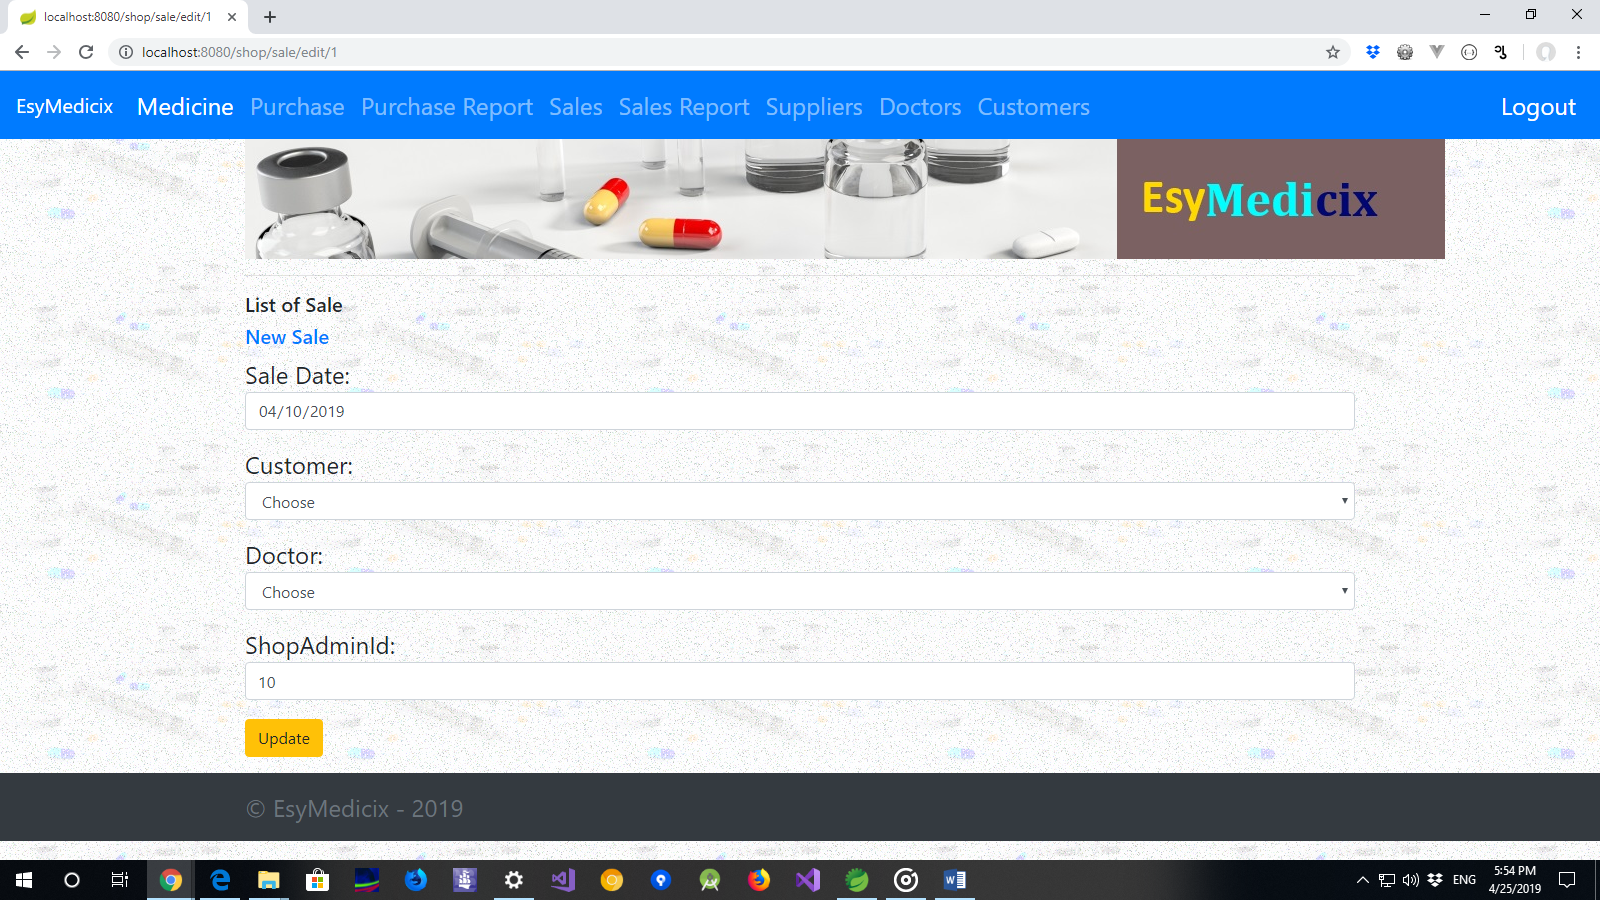 localhost:8080/shop/sale/edit/1
localhost:8080/shop/sale/edit/1
EsyMedicix Medicine Purchase Purchase Report Sales Sales Report Suppliers Doctors Customers Logout
EsyMedicix
List of Sale
New Sale
Sale Date:
04/10/2019
Customer:
Choose
Doctor:
Choose
ShopAdminId:
10
Update
© EsyMedicix - 2019
ENG
5:54 PM
4/25/2019